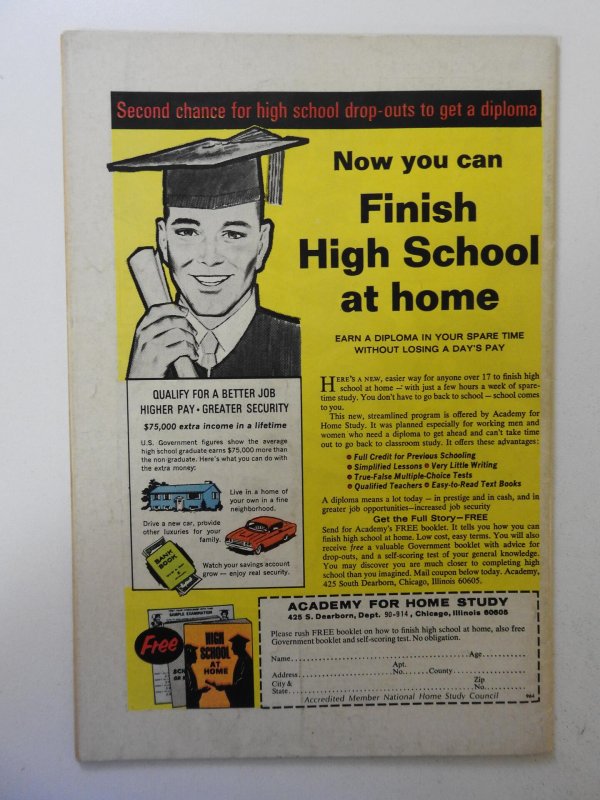 Second chance for high school drop-outs to get a diploma
Now you can
Finish
High School
at home
EARN A DIPLOMA IN YOUR SPARE TIME
WITHOUT LOSING A DAY'S PAY
HERE'S A NEW, easier way for anyone over 17 to finish high
school at home — with just a few hours a week of spare-
time study. You don't have to go back to school — school comes
to you.
This new, streamlined program is offered by Academy for
Home Study. It was planned especially for working men and
women who need a diploma to get ahead and can't take time
out to go back to classroom study. It offers these advantages:
• Full Credit for Previous Schooling
• Simplified Lessons • Very Little Writing
• True-False Multiple-Choice Tests
• Qualified Teachers • Easy-to-Read Text Books
A diploma means a lot today – in prestige and in cash, and in
greater job opportunities–increased job security
Get the Full Story–FREE
Send for Academy's FREE booklet. It tells you how you can
finish high school at home. Low cost, easy terms. You will also
receive free a valuable Government booklet with advice for
drop-outs, and a self-scoring test of your general knowledge.
You may discover you are much closer to completing high
school than you imagined. Mail coupon below today. Academy,
425 South Dearborn, Chicago, Illinois 60605.
QUALIFY FOR A BETTER JOB
HIGHER PAY • GREATER SECURITY
$75,000 extra income in a lifetime
U.S. Government figures show the average
high school graduate earns $75,000 more than
the non-graduate. Here's what you can do with
the extra money:
Live in a home of
your own in a fine
neighborhood.
Drive a new car, provide
other luxuries for your
family.
BANK
BOOK
Watch your savings account
grow — enjoy real security.
Free
SAMPLE EXAMINATION
HIGH
SCHOOL
AT
HOME
ACADEMY FOR HOME STUDY
425 S. Dearborn, Dept. 90-914, Chicago, Illinois 60605
Please rush FREE booklet on how to finish high school at home, also free
Government booklet and self-scoring test. No obligation.
Name Age
Apt.
Address No. County
City & Zip
State No.
Accredited Member National Home Study Council